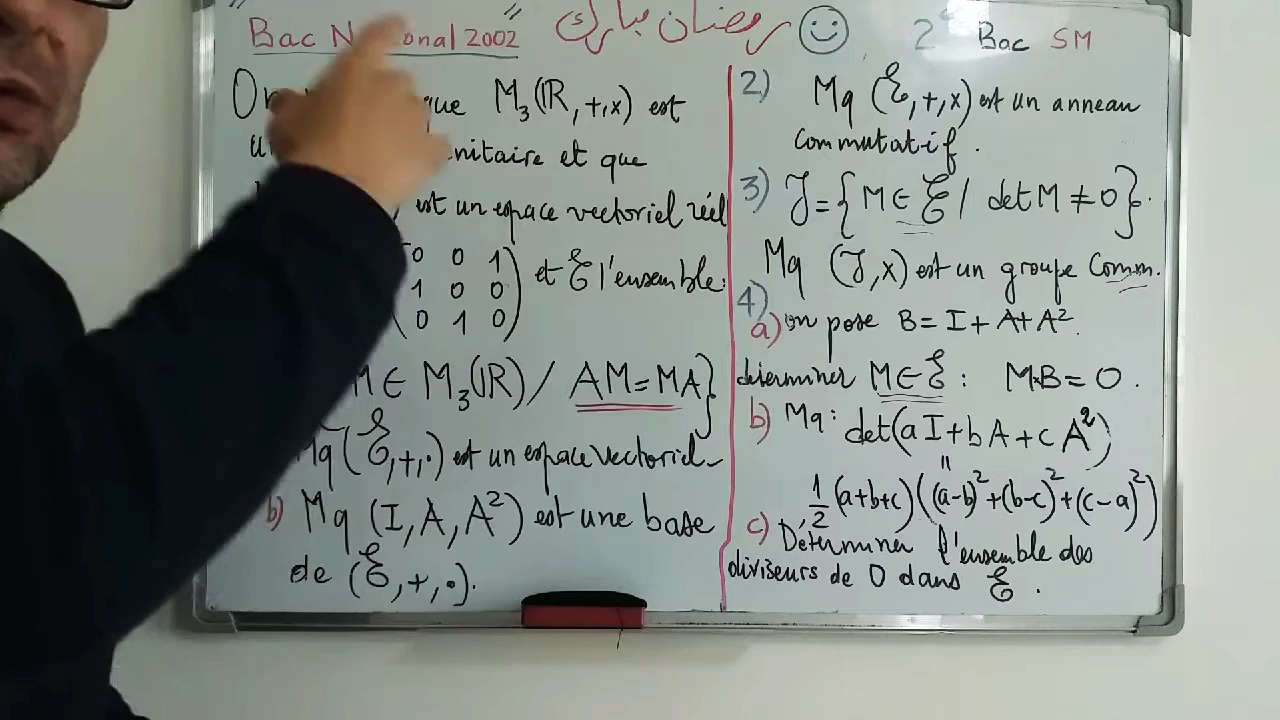 " Bac N onal 2002 " رمضان مبارك 2 Bac SM
On que M₃(ℝ,+,×) est
u nitaire et que
) est un espace vectoriel réel
0 0 1
1 0 0
0 1 0 ) et ℰ l'ensemble:
M ∈ M₃(ℝ) / AM = MA}
Mq (ℰ,+,.) est un espace vectoriel
b) Mq (I, A, A²) est une base
de (ℰ,+,.).
2) Mq (ℰ,+,×) est un anneau
commutatif.
3) J = {M ∈ ℰ / det M ≠ 0}.
Mq (J,×) est un groupe Comm.
4)
a) on pose B = I + A + A².
déterminer M ∈ ℰ : M×B = 0.
b) Mq : det(aI + bA + cA²)
=
1/2 (a+b+c)((a-b)²+(b-c)²+(c-a)²)
c) Déterminer l'ensemble des
diviseurs de 0 dans ℰ.